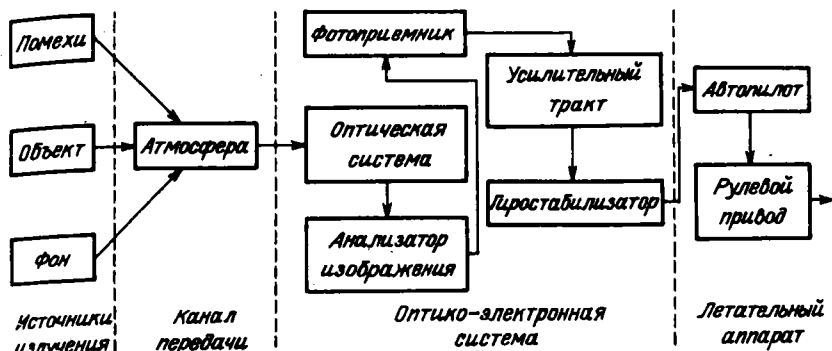 Помехи
Объект
Фон
Источники
излучения
Атмосфера
Канал
передачи
Фотоприемник
Оптическая
система
Анализатор
изображения
Усилительный
тракт
Гиростабилизатор
Оптико-электронная
система
Автопилот
Рулевой
привод
Летательный
аппарат